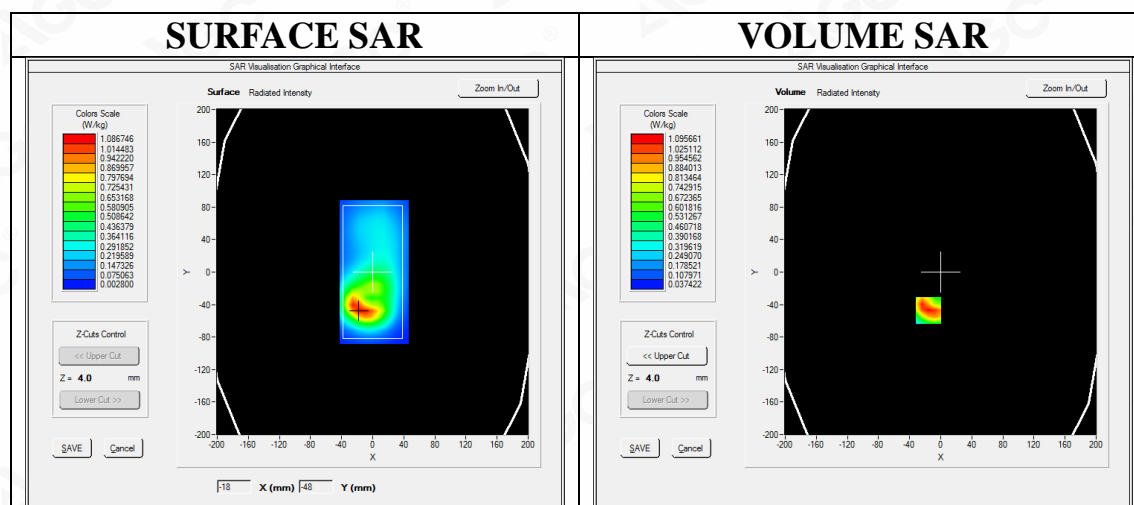 SURFACE SAR
SAR Visualisation Graphical Interface
Surface Radiated Intensity
Zoom In/Out
Colors Scale
(W/kg)
1.086746
1.014483
0.942220
0.869957
0.797694
0.725431
0.653168
0.580905
0.508642
0.436379
0.364116
0.291852
0.219589
0.147326
0.075063
0.002800
Z-Cuts Control
<< Upper Cut
Z = 4.0 mm
Lower Cut >>
SAVE Cancel
200
160
120
80
40
0
-40
-80
-120
-160
-200
Y
-200 -160 -120 -80 -40 0 40 80 120 160 200
X
-18 X (mm) -48 Y (mm)
VOLUME SAR
SAR Visualisation Graphical Interface
Volume Radiated Intensity
Zoom In/Out
Colors Scale
(W/kg)
1.095661
1.025112
0.954562
0.884013
0.813464
0.742915
0.672365
0.601816
0.531267
0.460718
0.390168
0.319619
0.249070
0.178521
0.107971
0.037422
Z-Cuts Control
<< Upper Cut
Z = 4.0 mm
Lower Cut >>
SAVE Cancel
200
160
120
80
40
0
-40
-80
-120
-160
-200
Y
-200 -160 -120 -80 -40 0 40 80 120 160 200
X